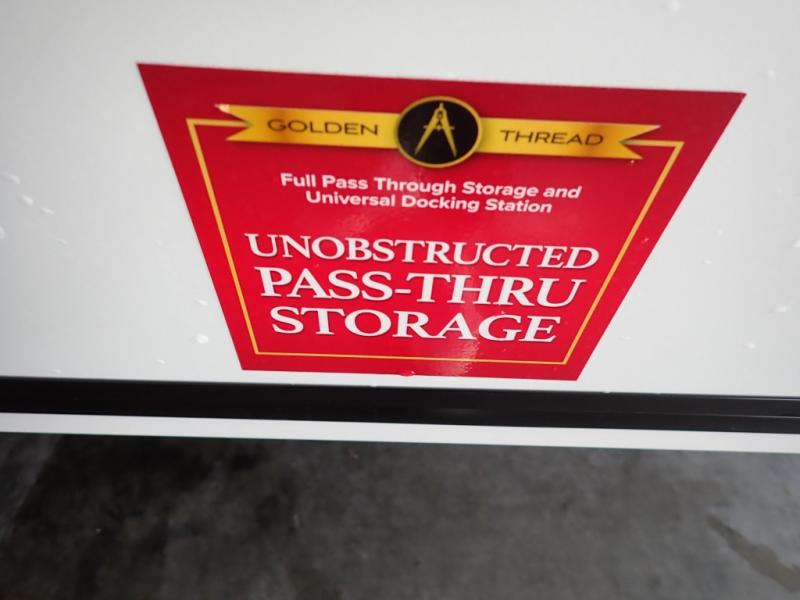 GOLDEN THREAD
Full Pass Through Storage and
Universal Docking Station
UNOBSTRUCTED
PASS-THRU
STORAGE